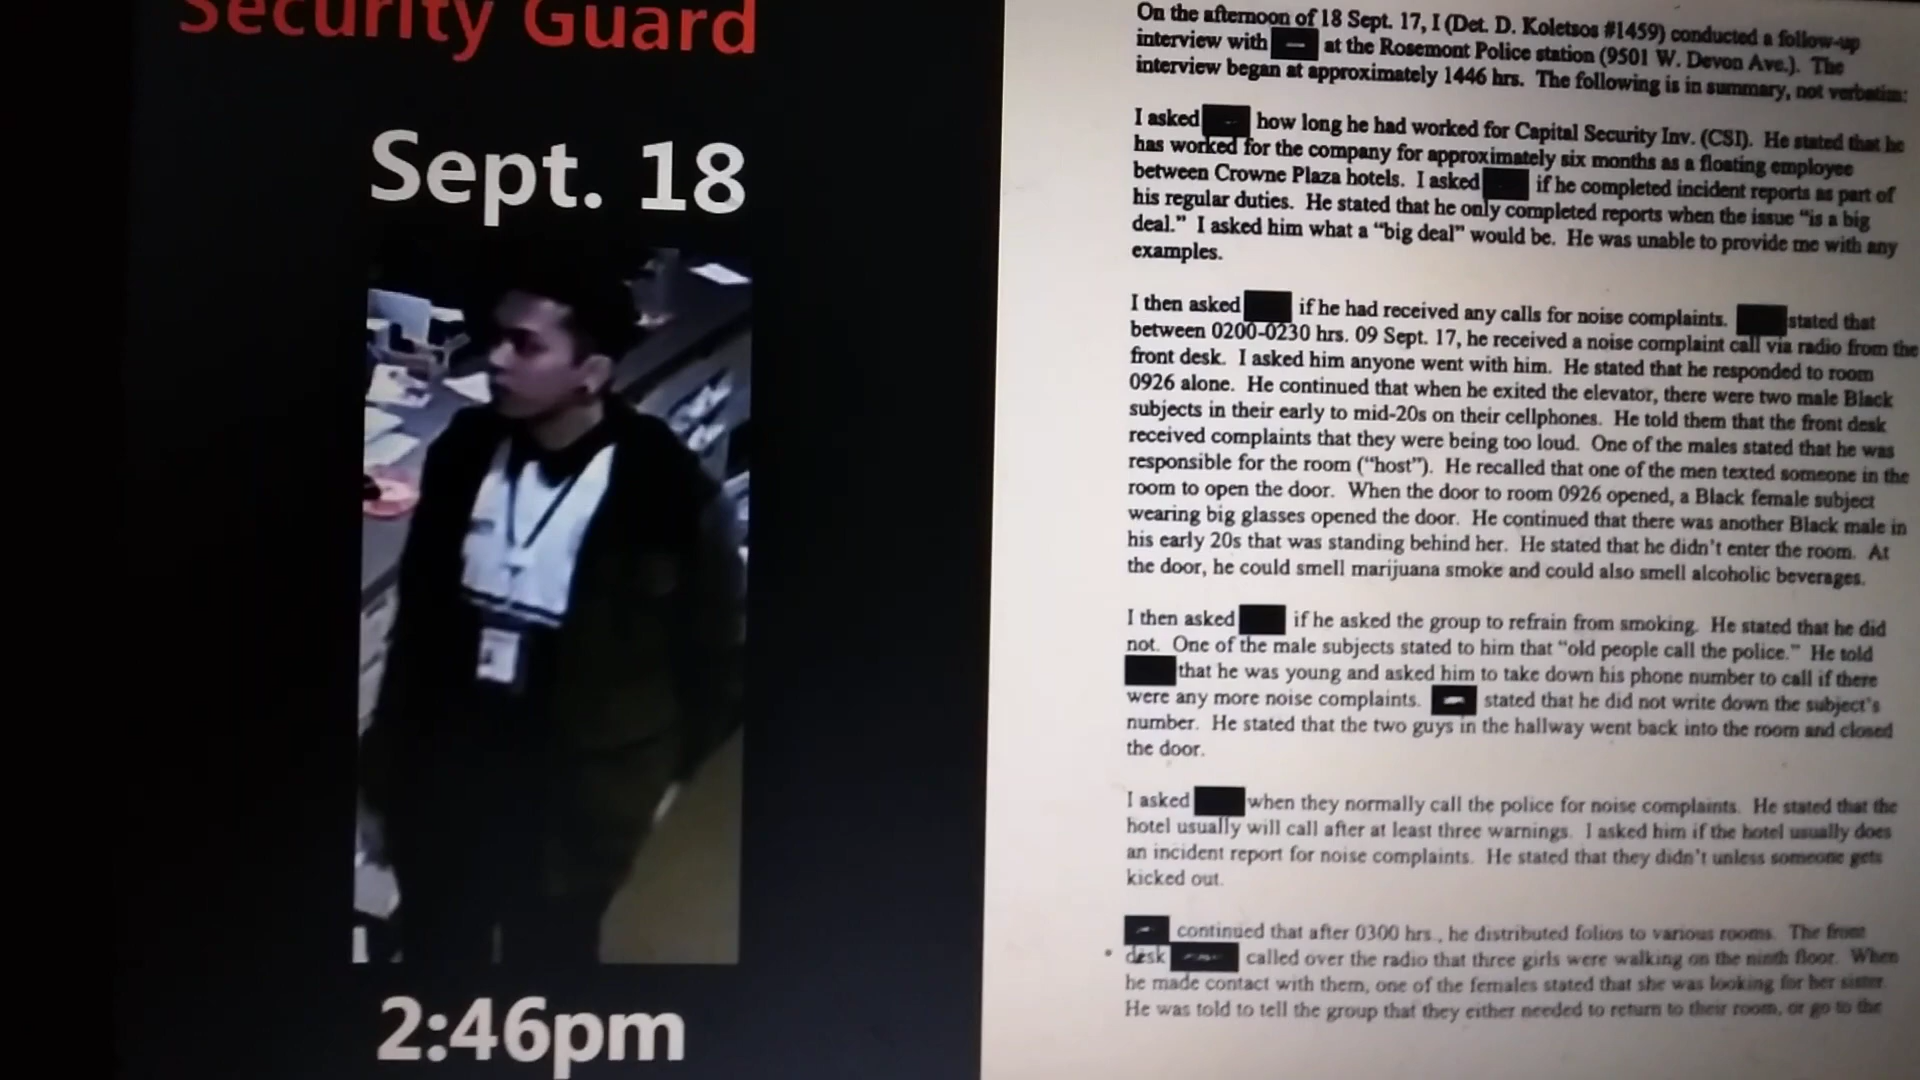 Security Guard
Sept. 18
2:46pm
On the afternoon of 18 Sept. 17, I (Det. D. Koletsos #1459) conducted a follow-up
interview with at the Rosemont Police station (9501 W. Devon Ave.). The
interview began at approximately 1446 hrs. The following is in summary, not verbatim:
I asked how long he had worked for Capital Security Inv. (CSI). He stated that he
has worked for the company for approximately six months as a floating employee
between Crowne Plaza hotels. I asked if he completed incident reports as part of
his regular duties. He stated that he only completed reports when the issue “is a big
deal.” I asked him what a “big deal” would be. He was unable to provide me with any
examples.
I then asked if he had received any calls for noise complaints. stated that
between 0200-0230 hrs. 09 Sept. 17, he received a noise complaint call via radio from the
front desk. I asked him anyone went with him. He stated that he responded to room
0926 alone. He continued that when he exited the elevator, there were two male Black
subjects in their early to mid-20s on their cellphones. He told them that the front desk
received complaints that they were being too loud. One of the males stated that he was
responsible for the room (“host”). He recalled that one of the men texted someone in the
room to open the door. When the door to room 0926 opened, a Black female subject
wearing big glasses opened the door. He continued that there was another Black male in
his early 20s that was standing behind her. He stated that he didn’t enter the room. At
the door, he could smell marijuana smoke and could also smell alcoholic beverages.
I then asked if he asked the group to refrain from smoking. He stated that he did
not. One of the male subjects stated to him that “old people call the police.” He told
that he was young and asked him to take down his phone number to call if there
were any more noise complaints. stated that he did not write down the subject’s
number. He stated that the two guys in the hallway went back into the room and closed
the door.
I asked when they normally call the police for noise complaints. He stated that the
hotel usually will call after at least three warnings. I asked him if the hotel usually does
an incident report for noise complaints. He stated that they didn’t unless someone gets
kicked out.
continued that after 0300 hrs., he distributed folios to various rooms. The front
desk called over the radio that three girls were walking on the ninth floor. When
he made contact with them, one of the females stated that she was looking for her sister.
He was told to tell the group that they either needed to return to their room, or go to the